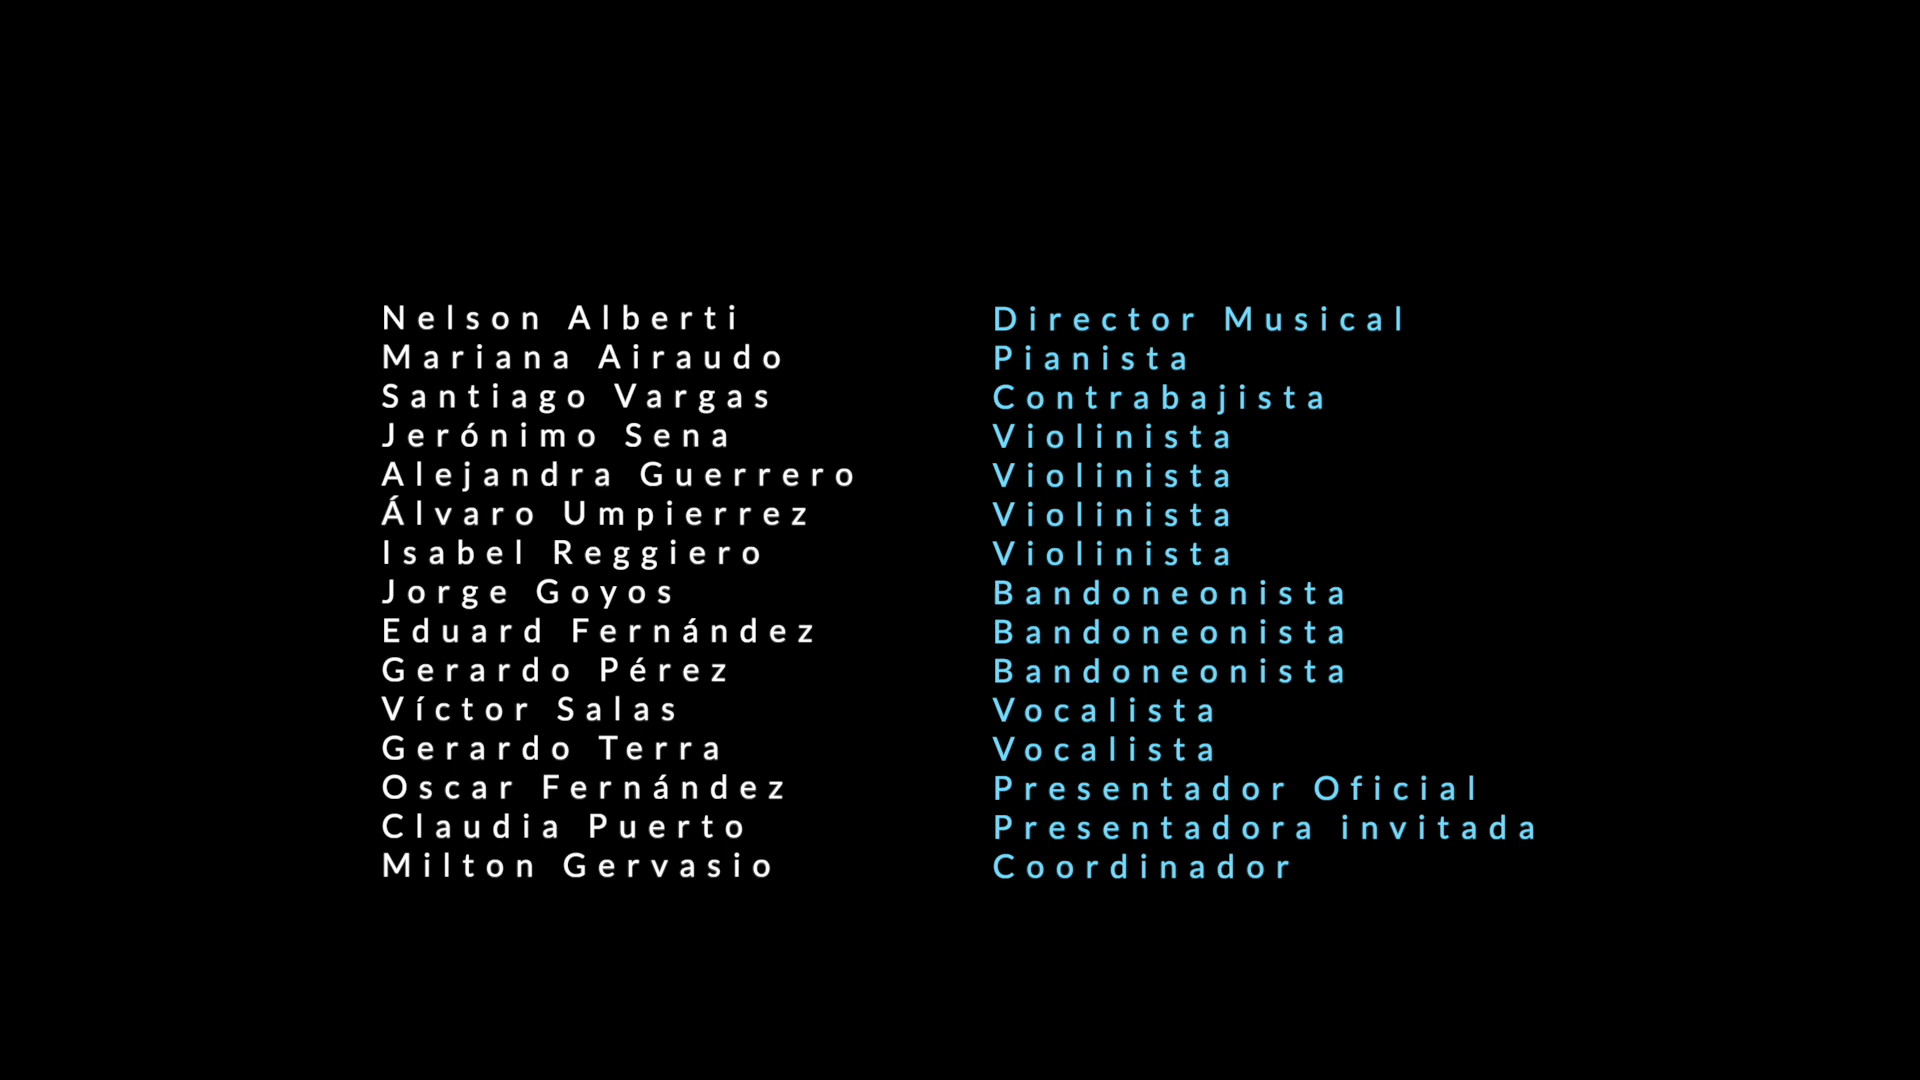 Nelson Alberti Director Musical
Mariana Airaudo Pianista
Santiago Vargas Contrabajista
Jerónimo Sena Violinista
Alejandra Guerrero Violinista
Álvaro Umpierrez Violinista
Isabel Reggiero Violinista
Jorge Goyos Bandoneonista
Eduard Fernández Bandoneonista
Gerardo Pérez Bandoneonista
Víctor Salas Vocalista
Gerardo Terra Vocalista
Oscar Fernández Presentador Oficial
Claudia Puerto Presentadora invitada
Milton Gervasio Coordinador